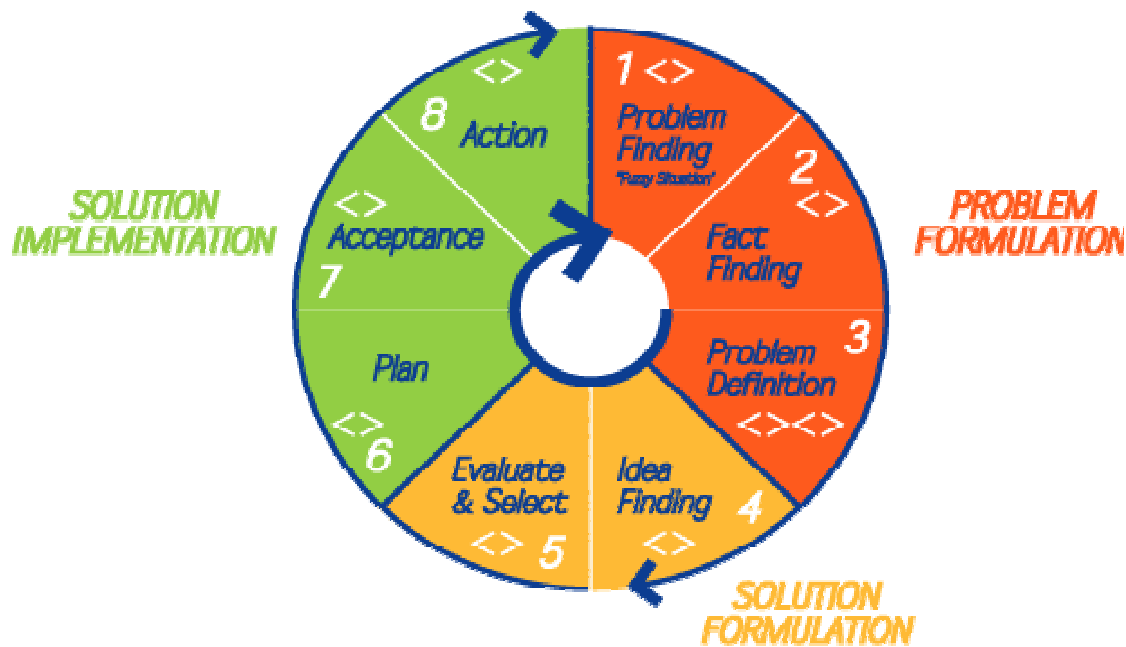 1 <>
Problem
Finding
"Fuzzy Situation"
2
<>
Fact
Finding
3
Problem
Definition
<><>
PROBLEM
FORMULATION
Idea
Finding
4
<>
SOLUTION
FORMULATION
Evaluate
& Select
<> 5
Plan
<>
6
<>
Acceptance
7
<>
8
Action
SOLUTION
IMPLEMENTATION